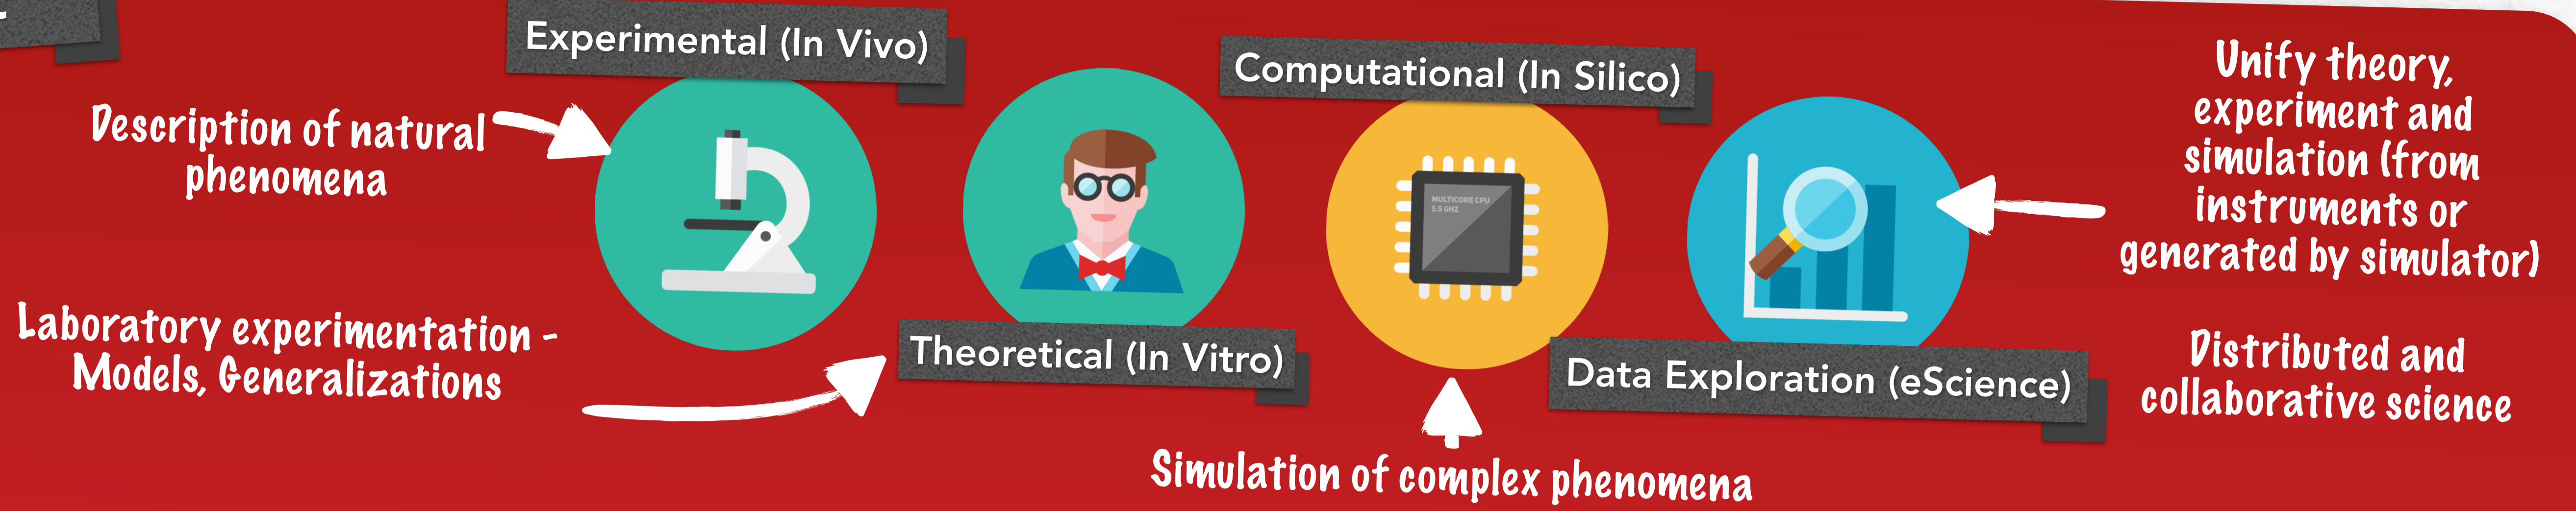 Experimental (In Vivo)
Description of natural
phenomena
Laboratory experimentation -
Models, Generalizations
Theoretical (In Vitro)
Computational (In Silico)
MULTICORE CPU
5.5 GHZ
Simulation of complex phenomena
Data Exploration (eScience)
Unify theory,
experiment and
simulation (from
instruments or
generated by simulator)
Distributed and
collaborative science